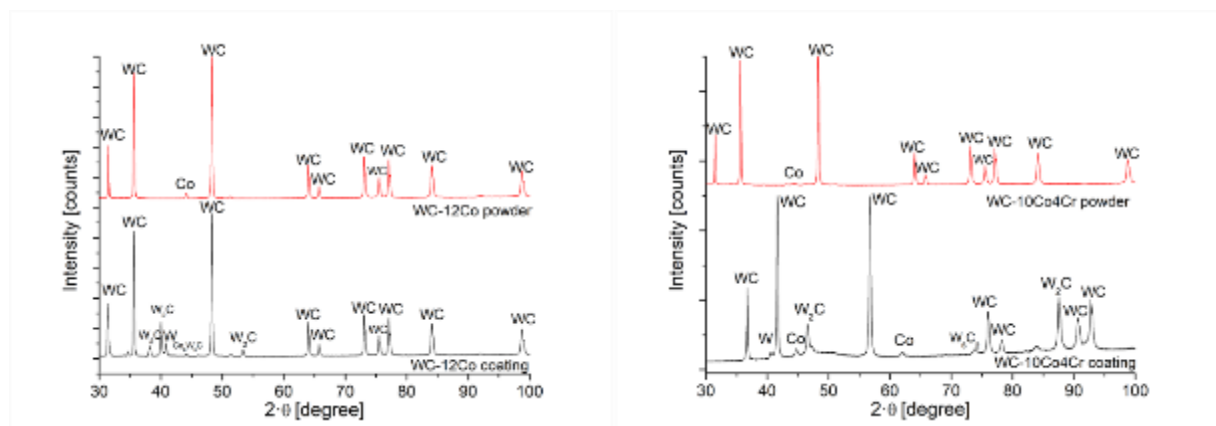 WC
WC
WC
Co
WC
WC
WC
WC
WC
WC
WC
WC-12Co powder
WC
WC
W₂C
WC
W₂C
W
WC
W₂C
WC
WC
WC
WC
WC
WC
WC
WC-12Co coating
Intensity [counts]
30 40 50 60 70 80 90 100
2·θ [degree]
WC
WC
Co
WC
WC
WC
WC
WC
WC
WC
WC
WC-10Co4Cr powder
WC
WC
W
Co
W₂C
WC
Co
W₂C
WC
WC
W₂C
WC
WC
WC-10Co4Cr coating
Intensity [counts]
30 40 50 60 70 80 90 100
2·θ [degree]